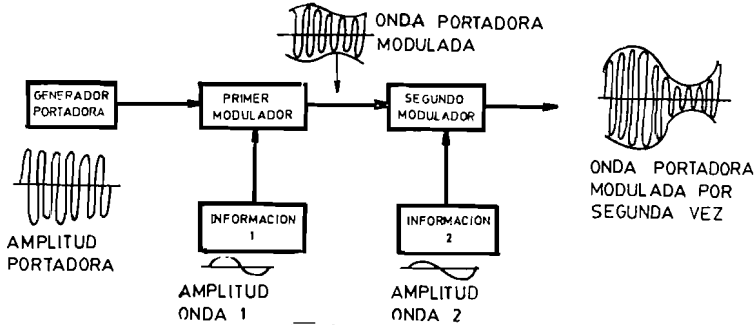 ONDA PORTADORA
MODULADA
GENERADOR
PORTADORA
PRIMER
MODULADOR
SEGUNDO
MODULADOR
ONDA PORTADORA
MODULADA POR
SEGUNDA VEZ
AMPLITUD
PORTADORA
INFORMACION
1
INFORMACION
2
AMPLITUD
ONDA 1
AMPLITUD
ONDA 2